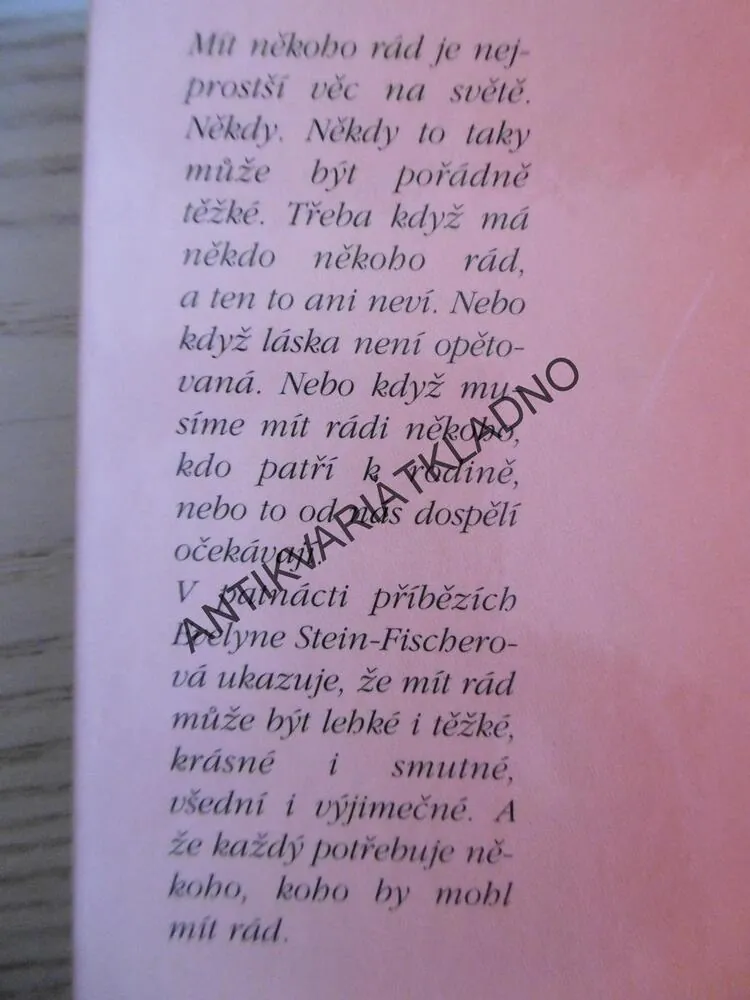 Mít někoho rád je nej-
prostší věc na světě.
Někdy. Někdy to taky
může být pořádně
těžké. Třeba když má
někdo někoho rád,
a ten to ani neví. Nebo
když láska není opěto-
vaná. Nebo když mu-
síme mít rádi někoho,
kdo patří k rodině,
nebo to od nás dospělí
očekávají.
V patnácti příbězích
Evelyne Stein-Fischero-
vá ukazuje, že mít rád
může být lehké i těžké,
krásné i smutné,
všední i výjimečné. A
že každý potřebuje ně-
koho, koho by mohl
mít rád.
ANTIKVARIÁTKLADNO